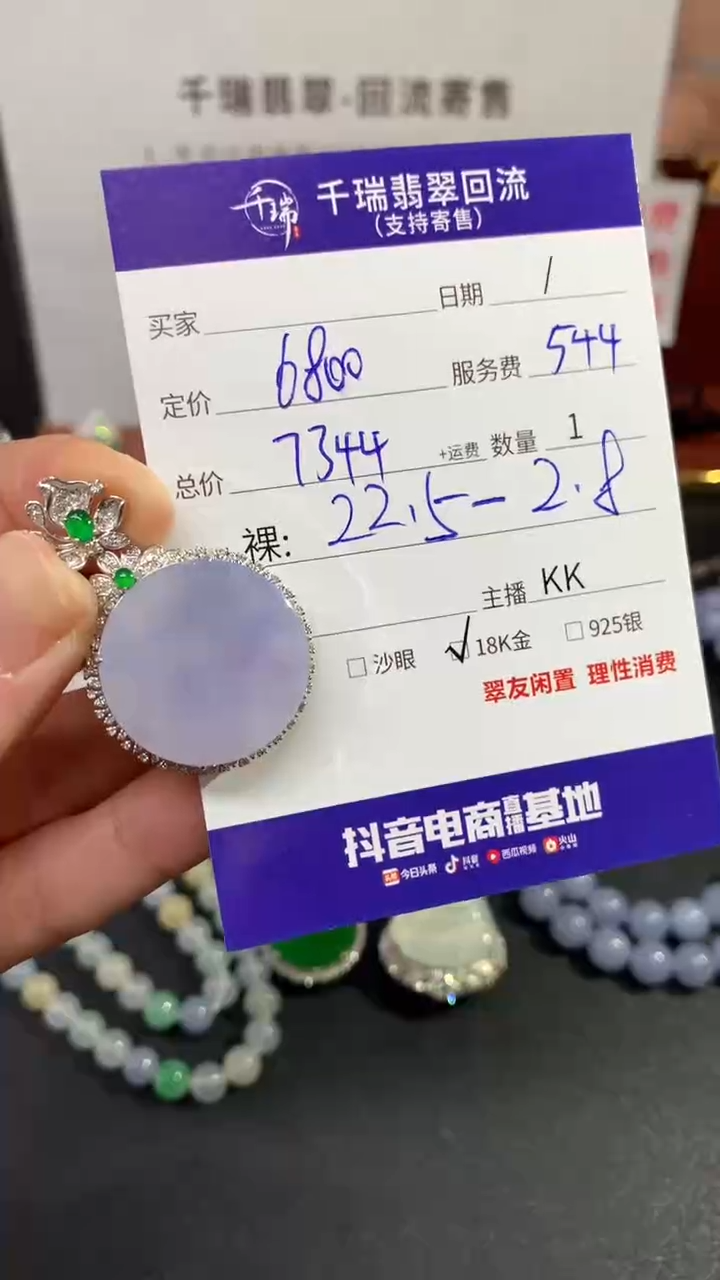 千瑞翡翠-回流寄售
千瑞 千瑞翡翠回流
(支持寄售)
买家 日期 /
定价 6800 服务费 544
总价 7344 +运费 数量 1
裸: 22.5-2.8
主播 KK
沙眼 ✓ 18K金 925银
翠友闲置 理性消费
抖音电商直播基地
头条 今日头条 抖音 西瓜视频 火山